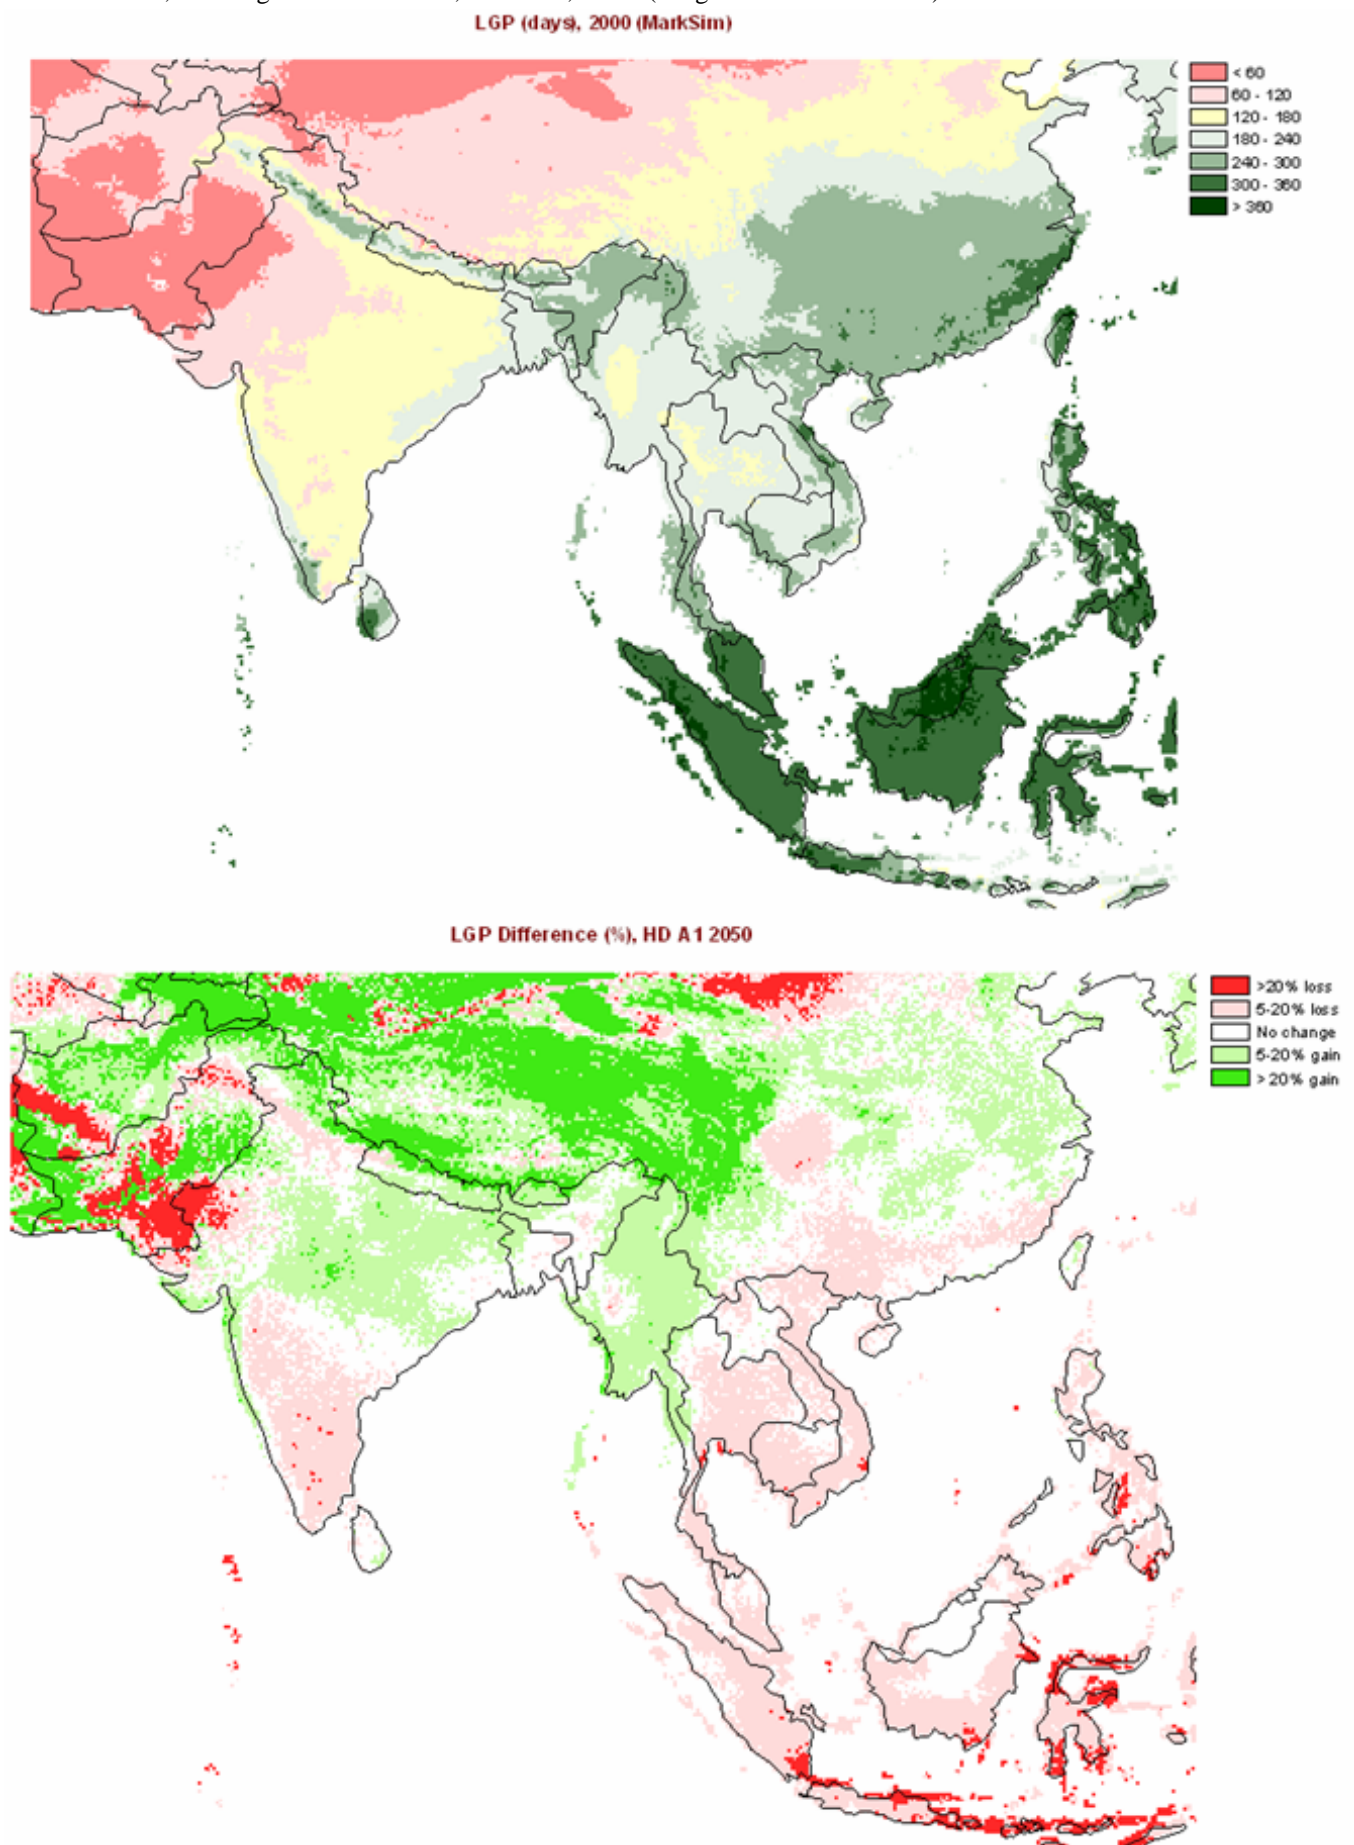 LGP (days), 2000 (MarkSim)
< 60
60 - 120
120 - 180
180 - 240
240 - 300
300 - 360
> 360
LGP Difference (%), HD A1 2050
>20% loss
5-20% loss
No change
5-20% gain
> 20% gain